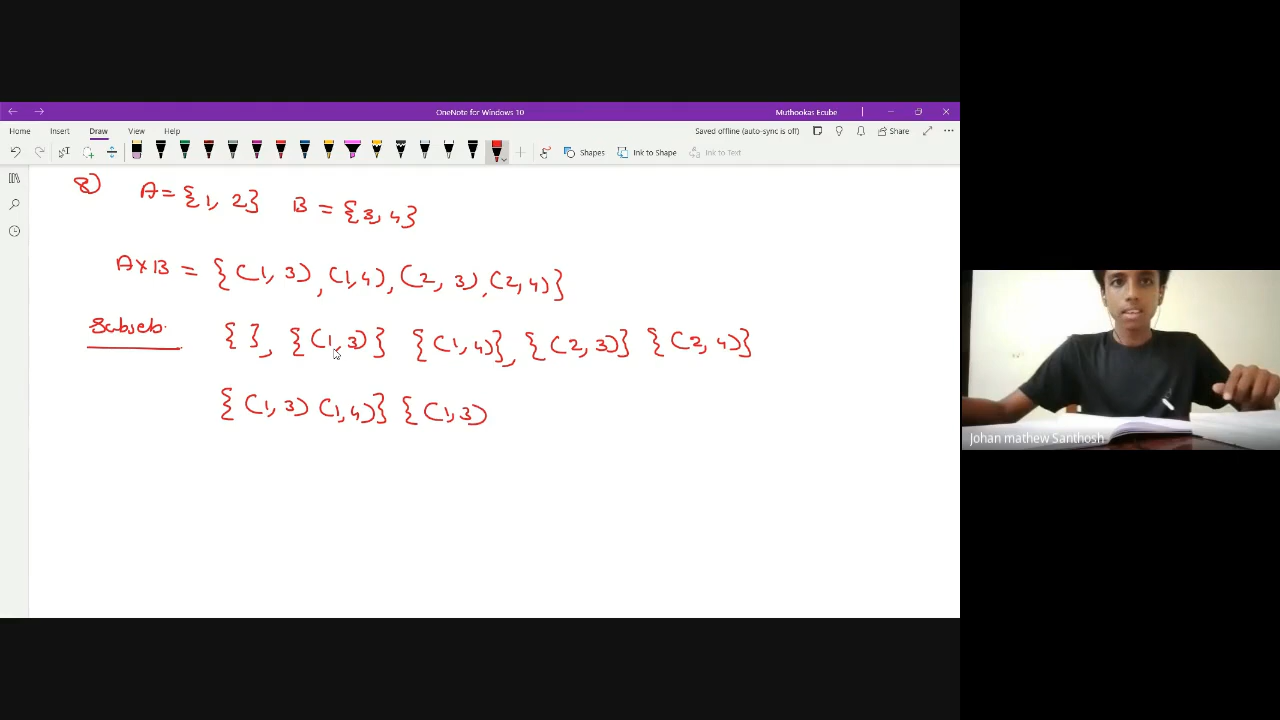 OneNote for Windows 10
Muthookas Ecube
Home Insert Draw View Help
Saved offline (auto-sync is off) Share
Shapes Ink to Shape Ink to Text
8) A = {1, 2} B = {3, 4}
A×B = {(1, 3), (1, 4), (2, 3), (2, 4)}
Subsets. { }, {(1, 3)} {(1, 4)}, {(2, 3)} {(2, 4)}
{(1, 3) (1, 4)} {(1, 3)
Johan mathew Santhosh